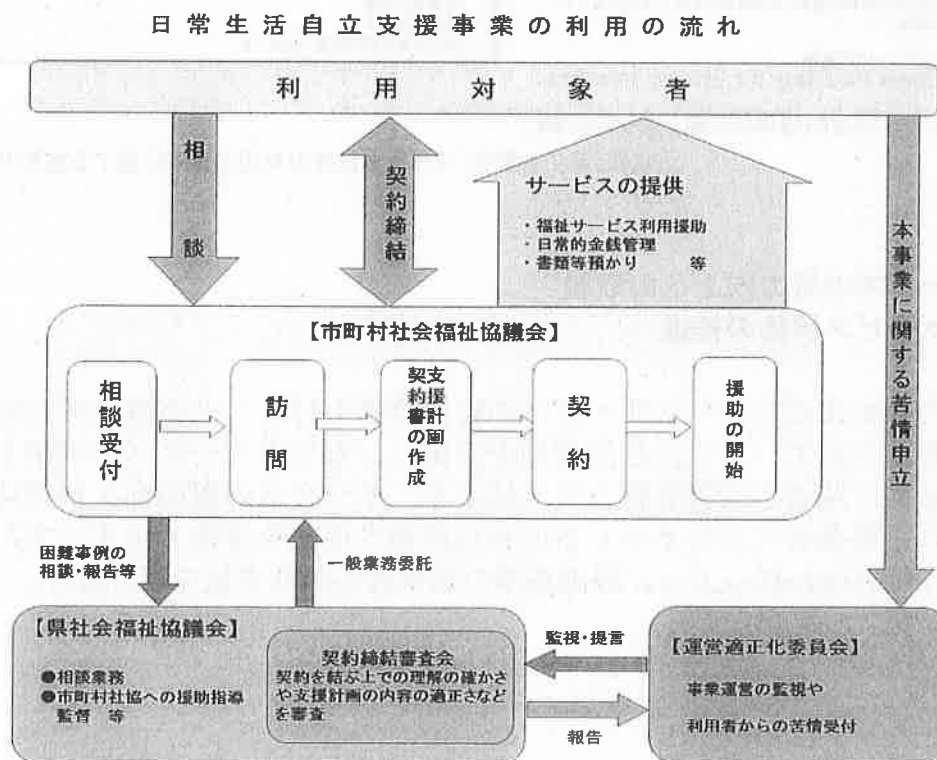 日常生活自立支援事業の利用の流れ
利用対象者
相談
契約締結
サービスの提供
・福祉サービス利用援助
・日常的金銭管理
・書類等預かり 等
本事業に関する苦情申立
【市町村社会福祉協議会】
相談受付
訪問
支援計画
契約書の作成
契約
援助の開始
困難事例の
相談・報告等
一般業務委託
【県社会福祉協議会】
●相談業務
●市町村社協への援助指導
監督 等
契約締結審査会
契約を結ぶ上での理解の確かさ
や支援計画の内容の適正さなど
を審査
監視・提言
報告
【運営適正化委員会】
事業運営の監視や
利用者からの苦情受付